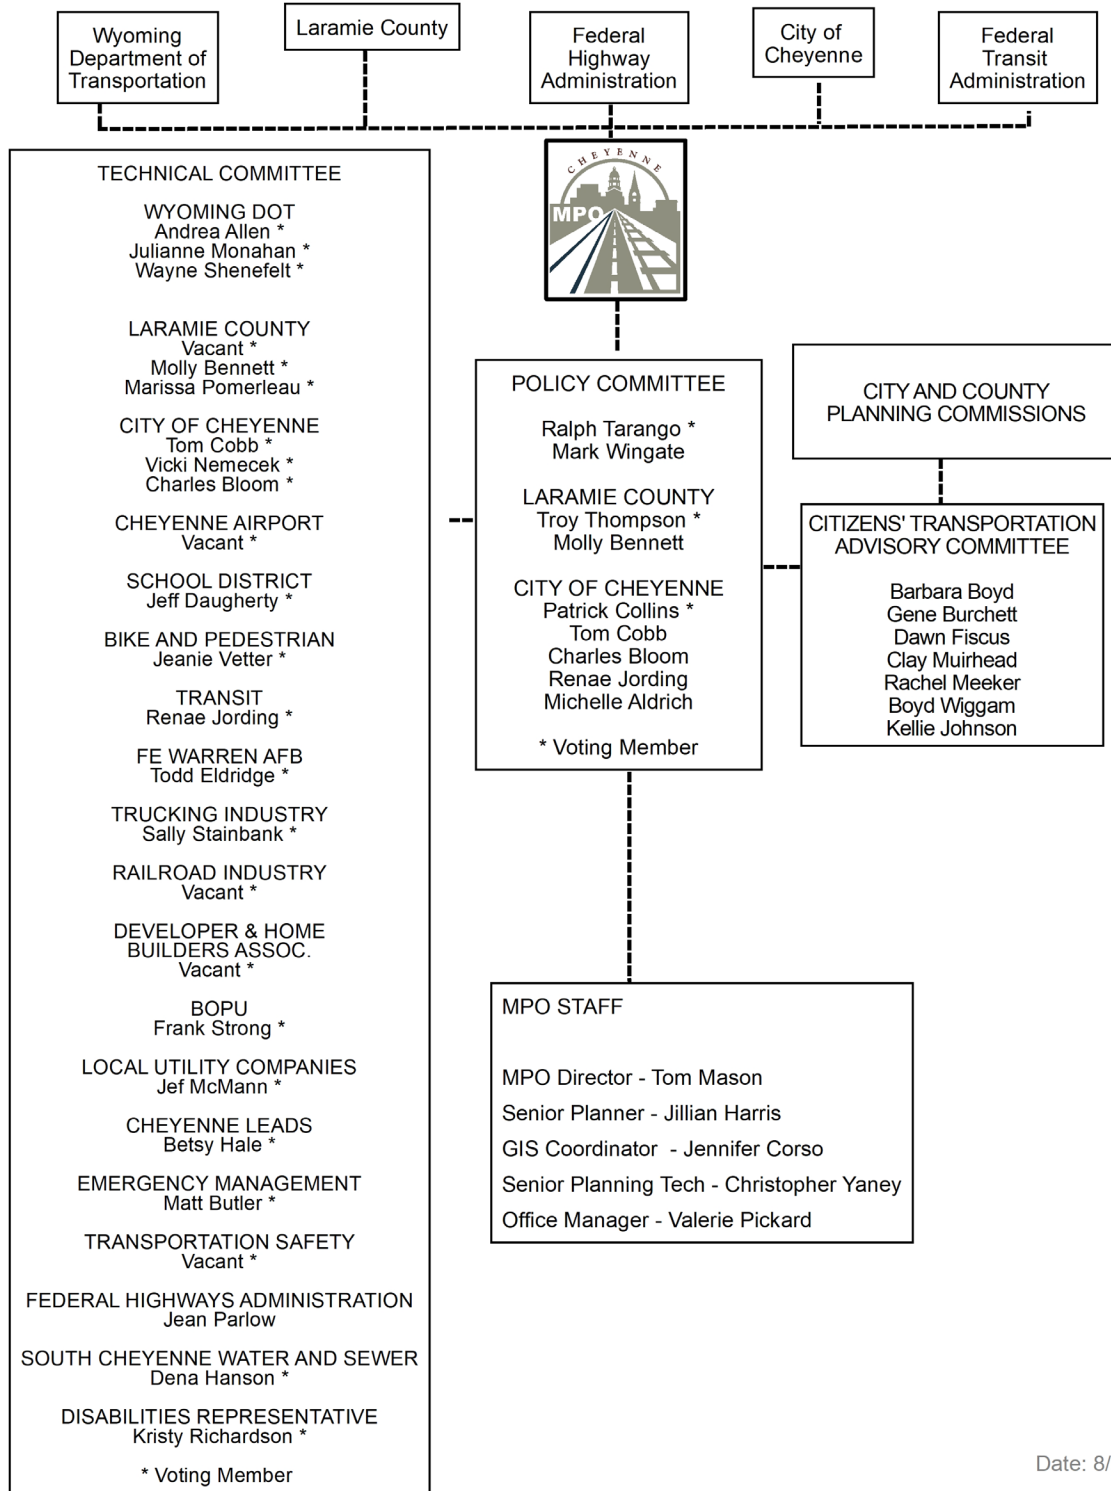 Wyoming
Department of
Transportation
Laramie County
Federal
Highway
Administration
City of
Cheyenne
Federal
Transit
Administration
CHEYENNE
MPO
TECHNICAL COMMITTEE
WYOMING DOT
Andrea Allen *
Julianne Monahan *
Wayne Shenefelt *
LARAMIE COUNTY
Vacant *
Molly Bennett *
Marissa Pomerleau *
CITY OF CHEYENNE
Tom Cobb *
Vicki Nemecek *
Charles Bloom *
CHEYENNE AIRPORT
Vacant *
SCHOOL DISTRICT
Jeff Daugherty *
BIKE AND PEDESTRIAN
Jeanie Vetter *
TRANSIT
Renae Jording *
FE WARREN AFB
Todd Eldridge *
TRUCKING INDUSTRY
Sally Stainbank *
RAILROAD INDUSTRY
Vacant *
DEVELOPER & HOME
BUILDERS ASSOC.
Vacant *
BOPU
Frank Strong *
LOCAL UTILITY COMPANIES
Jef McMann *
CHEYENNE LEADS
Betsy Hale *
EMERGENCY MANAGEMENT
Matt Butler *
TRANSPORTATION SAFETY
Vacant *
FEDERAL HIGHWAYS ADMINISTRATION
Jean Parlow
SOUTH CHEYENNE WATER AND SEWER
Dena Hanson *
DISABILITIES REPRESENTATIVE
Kristy Richardson *
* Voting Member
POLICY COMMITTEE
Ralph Tarango *
Mark Wingate
LARAMIE COUNTY
Troy Thompson *
Molly Bennett
CITY OF CHEYENNE
Patrick Collins *
Tom Cobb
Charles Bloom
Renae Jording
Michelle Aldrich
* Voting Member
CITY AND COUNTY
PLANNING COMMISSIONS
CITIZENS' TRANSPORTATION
ADVISORY COMMITTEE
Barbara Boyd
Gene Burchett
Dawn Fiscus
Clay Muirhead
Rachel Meeker
Boyd Wiggam
Kellie Johnson
MPO STAFF
MPO Director - Tom Mason
Senior Planner - Jillian Harris
GIS Coordinator - Jennifer Corso
Senior Planning Tech - Christopher Yaney
Office Manager - Valerie Pickard
Date: 8/